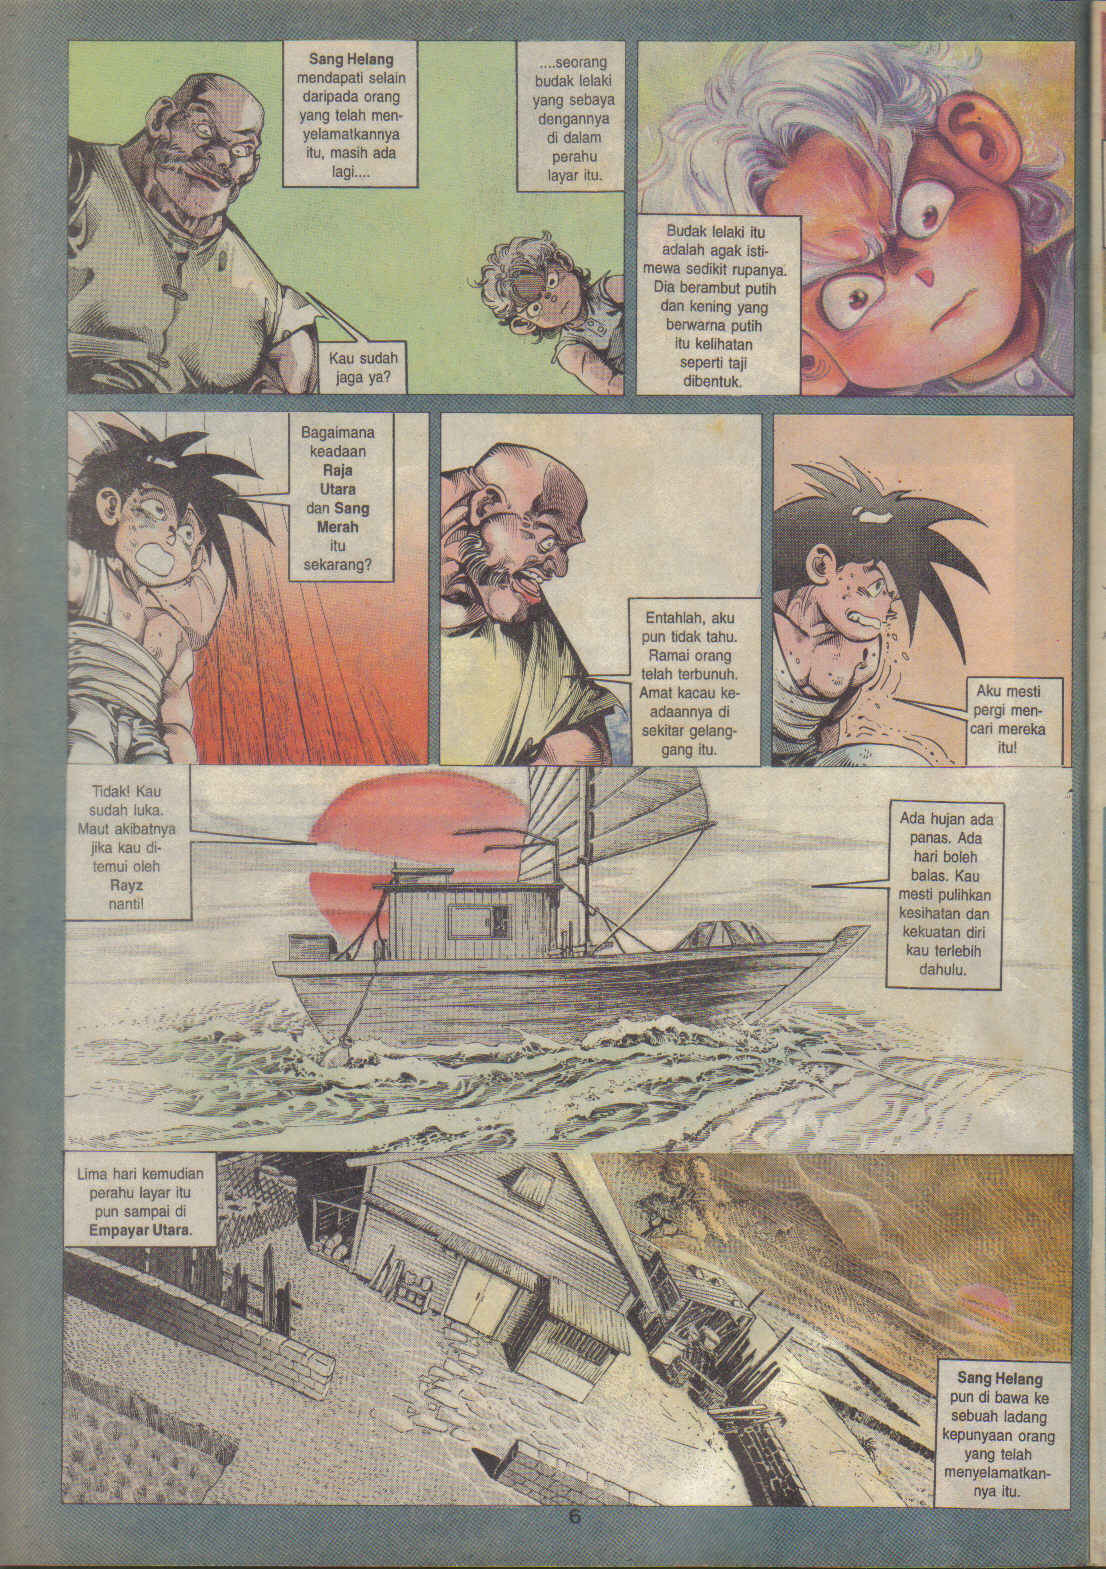 Sang Helang
mendapati selain
daripada orang
yang telah men-
yelamatkannya
itu, masih ada
lagi....
....seorang
budak lelaki
yang sebaya
dengannya
di dalam
perahu
layar itu.
Kau sudah
jaga ya?
Budak lelaki itu
adalah agak isti-
mewa sedikit rupanya.
Dia berambut putih
dan kening yang
berwarna putih
itu kelihatan
seperti taji
dibentuk.
Bagaimana
keadaan
Raja
Utara
dan Sang
Merah
itu
sekarang?
Entahlah, aku
pun tidak tahu.
Ramai orang
telah terbunuh.
Amat kacau ke-
adaannya di
sekitar gelang-
gang itu.
Aku mesti
pergi men-
cari mereka
itu!
Tidak! Kau
sudah luka.
Maut akibatnya
jika kau di-
temui oleh
Rayz
nanti!
Ada hujan ada
panas. Ada
hari boleh
balas. Kau
mesti pulihkan
kesihatan dan
kekuatan diri
kau terlebih
dahulu.
Lima hari kemudian
perahu layar itu
pun sampai di
Empayar Utara.
Sang Helang
pun di bawa ke
sebuah ladang
kepunyaan orang
yang telah
menyelamatkan-
nya itu.
6